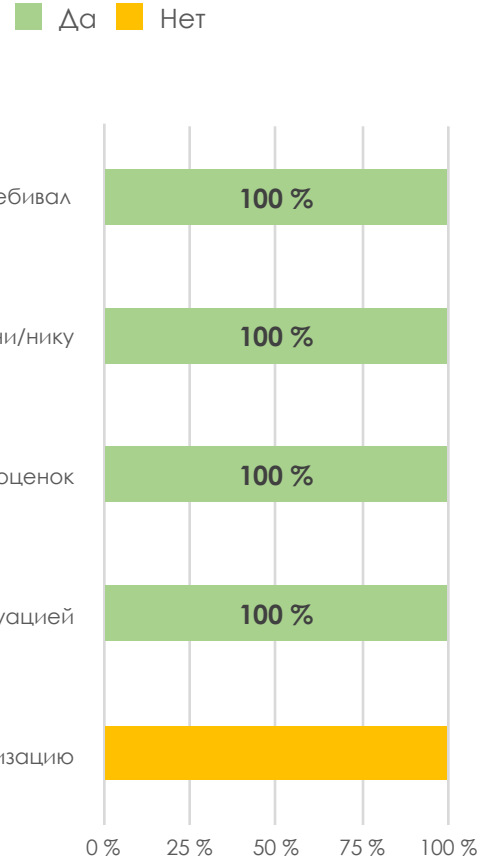 Да Нет
ебивал 100 %
ни/нику 100 %
оценок 100 %
уацией 100 %
изацию
0 % 25 % 50 % 75 % 100 %